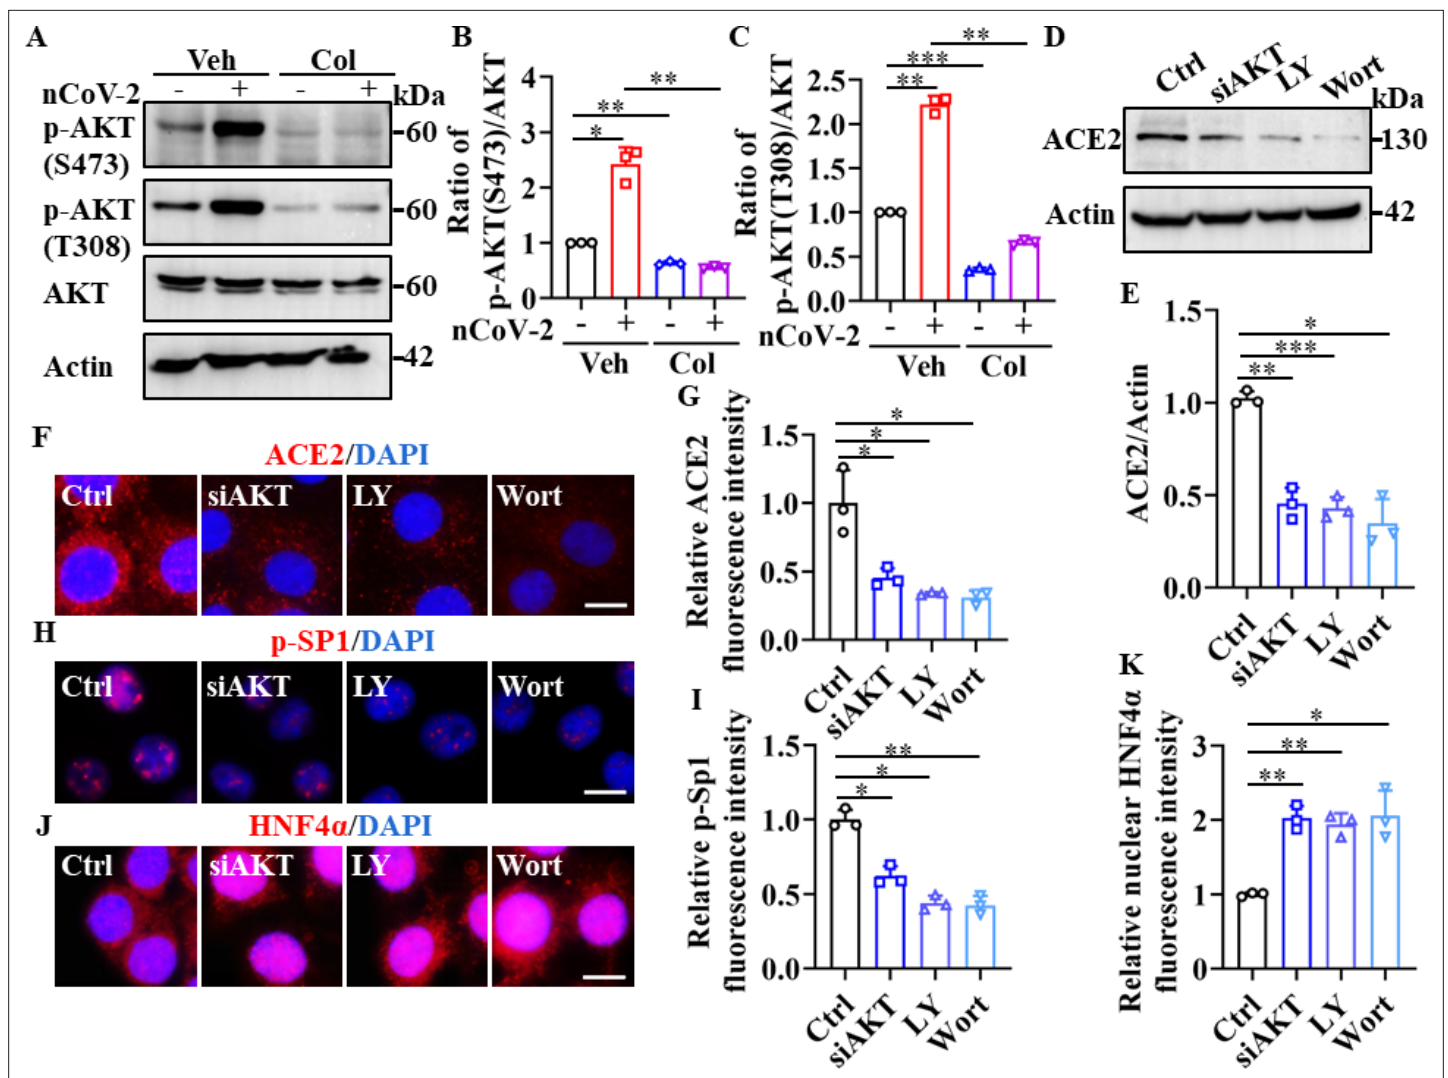 A
Veh Col
nCoV-2 - + - + kDa
p-AKT
(S473)
-60
p-AKT
(T308)
-60
AKT
-60
Actin
-42
B
Ratio of
p-AKT(S473)/AKT
4
3
2
1
0
*
**
**
nCoV-2 - + - +
Veh Col
C
Ratio of
p-AKT(T308)/AKT
2.5
2.0
1.5
1.0
0.5
0.0
**
***
**
nCoV-2 - + - +
Veh Col
D
Ctrl siAKT LY Wort
kDa
ACE2 -130
Actin -42
E
ACE2/Actin
1.5
1.0
0.5
0.0
*
***
**
Ctrl siAKT LY Wort
F
ACE2/DAPI
Ctrl siAKT LY Wort
G
Relative ACE2
fluorescence intensity
1.5
1.0
0.5
0.0
*
*
*
Ctrl siAKT LY Wort
H
p-SP1/DAPI
Ctrl siAKT LY Wort
I
Relative p-Sp1
fluorescence intensity
1.5
1.0
0.5
0.0
**
*
*
Ctrl siAKT LY Wort
J
HNF4α/DAPI
Ctrl siAKT LY Wort
K
Relative nuclear HNF4α
fluorescence intensity
3
2
1
0
*
**
**
Ctrl siAKT LY Wort